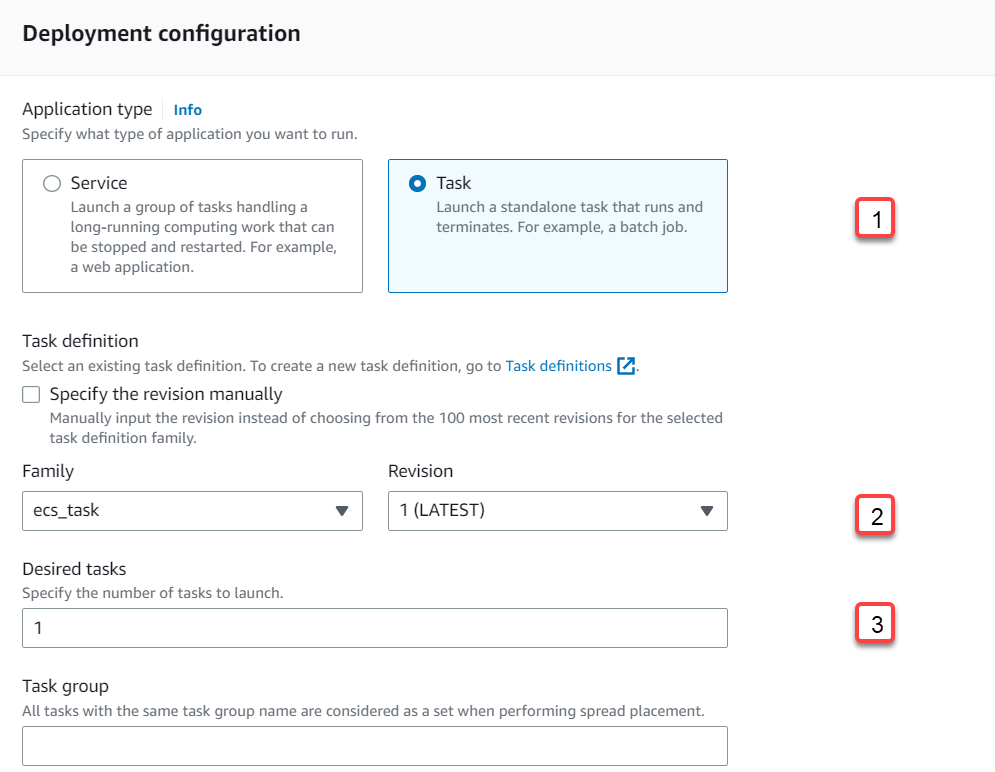 Deployment configuration
Application type Info
Specify what type of application you want to run.
Service
Launch a group of tasks handling a
long-running computing work that can
be stopped and restarted. For example,
a web application.
Task
Launch a standalone task that runs and
terminates. For example, a batch job.
1
Task definition
Select an existing task definition. To create a new task definition, go to Task definitions.
Specify the revision manually
Manually input the revision instead of choosing from the 100 most recent revisions for the selected
task definition family.
Family
ecs_task
Revision
1 (LATEST)
2
Desired tasks
Specify the number of tasks to launch.
1
3
Task group
All tasks with the same task group name are considered as a set when performing spread placement.